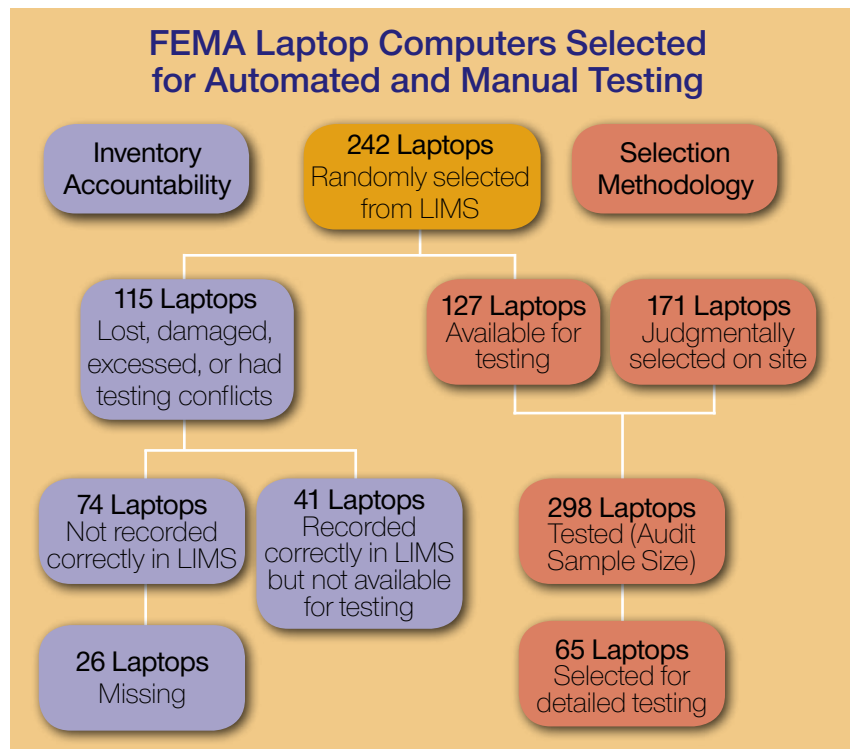 FEMA Laptop Computers Selected
for Automated and Manual Testing
Inventory
Accountability
242 Laptops
Randomly selected
from LIMS
Selection
Methodology
115 Laptops
Lost, damaged,
excessed, or had
testing conflicts
127 Laptops
Available for
testing
171 Laptops
Judgmentally
selected on site
74 Laptops
Not recorded
correctly in LIMS
41 Laptops
Recorded
correctly in LIMS
but not available
for testing
298 Laptops
Tested (Audit
Sample Size)
26 Laptops
Missing
65 Laptops
Selected for
detailed testing